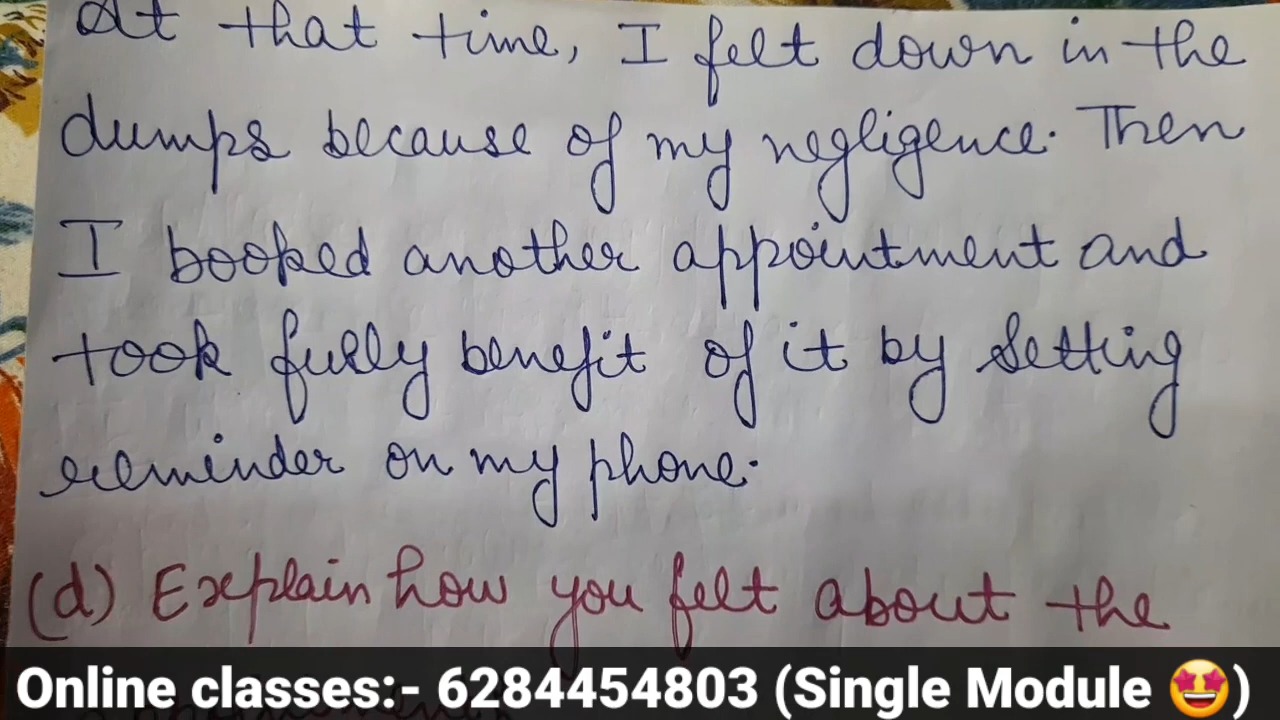 At that time, I felt down in the
dumps because of my negligence. Then
I booked another appointment and
took fully benefit of it by setting
reminder on my phone.
(d) Explain how you felt about the
Online classes:- 6284454803 (Single Module 🤩)